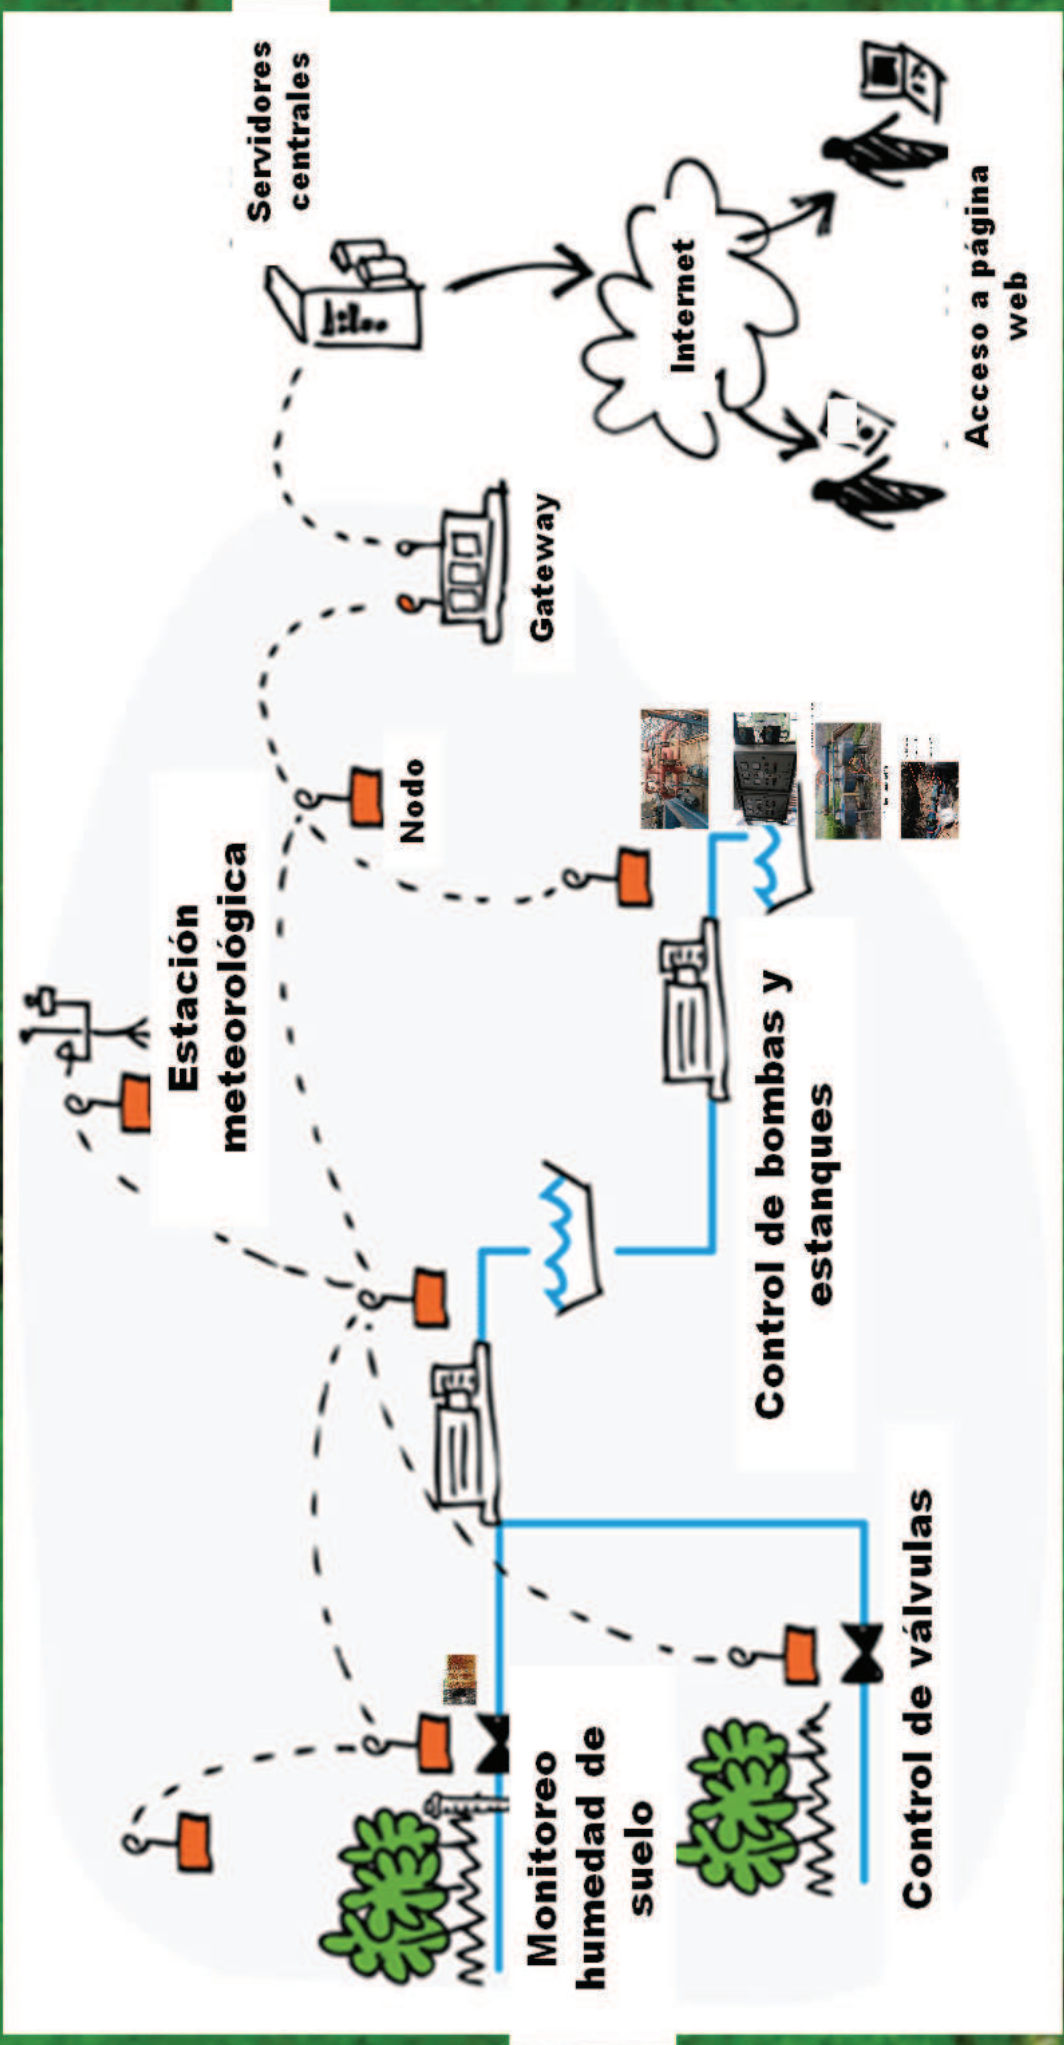 Estación
meteorológica
Servidores
centrales
Nodo
Gateway
Internet
Monitoreo
humedad de
suelo
Control de bombas y
estanques
Control de válvulas
Acceso a página
web